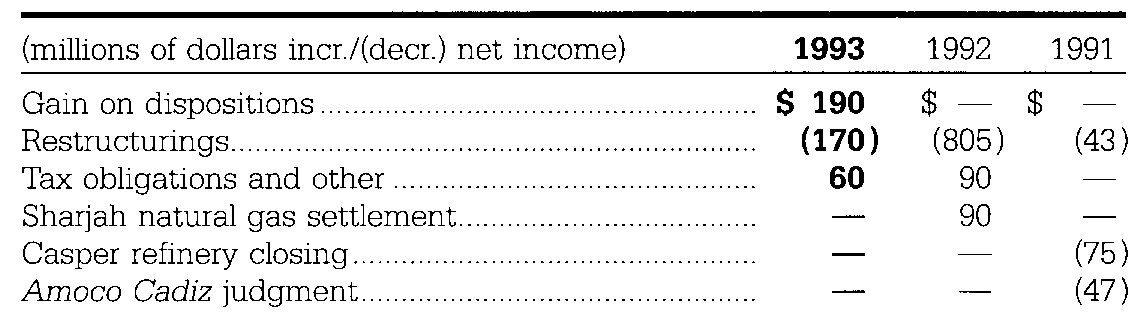 (millions of dollars incr./(decr.) net income) 1993 1992 1991
Gain on dispositions................................................ $ 190 $ — $ —
Restructurings........................................................... (170) (805) (43)
Tax obligations and other ........................................ 60 90 —
Sharjah natural gas settlement................................. — 90 —
Casper refinery closing............................................. — — (75)
Amoco Cadiz judgment............................................ — — (47)